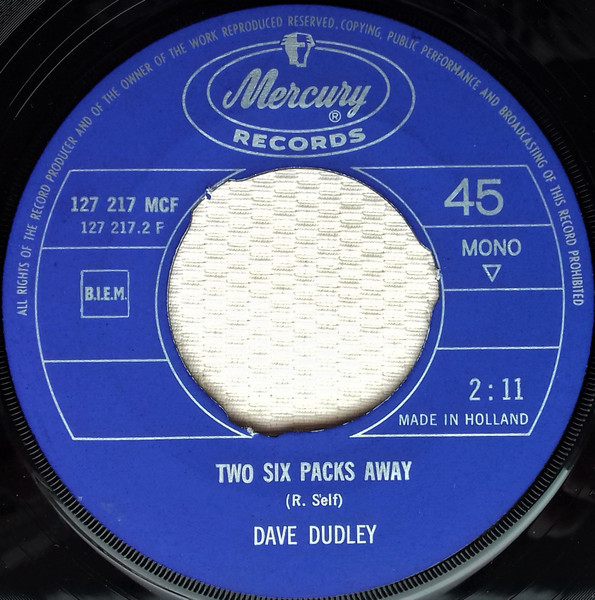 ALL RIGHTS OF THE RECORD PRODUCER AND OF THE OWNER OF THE WORK REPRODUCED RESERVED. COPYING, PUBLIC PERFORMANCE AND BROADCASTING OF THIS RECORD PROHIBITED
Mercury
®
RECORDS
127 217 MCF
127 217.2 F
45
MONO
B.I.E.M.
2:11
MADE IN HOLLAND
TWO SIX PACKS AWAY
(R. Self)
DAVE DUDLEY